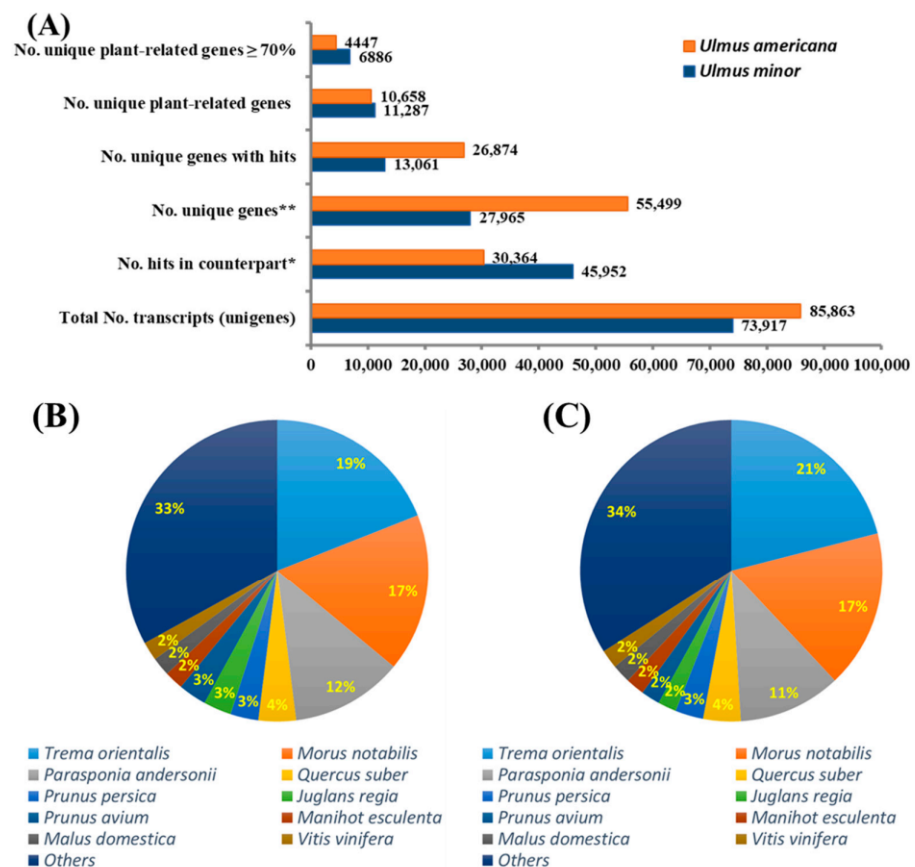 (A)
Ulmus americana
Ulmus minor
No. unique plant-related genes ≥ 70%
4447
6886
No. unique plant-related genes
10,658
11,287
No. unique genes with hits
26,874
13,061
No. unique genes**
55,499
27,965
No. hits in counterpart*
30,364
45,952
Total No. transcripts (unigenes)
85,863
73,917
0 10,000 20,000 30,000 40,000 50,000 60,000 70,000 80,000 90,000 100,000
(B)
19%
17%
12%
4%
3%
3%
3%
2%
2%
2%
33%
Trema orientalis Morus notabilis
Parasponia andersonii Quercus suber
Prunus persica Juglans regia
Prunus avium Manihot esculenta
Malus domestica Vitis vinifera
Others
(C)
21%
17%
11%
4%
3%
2%
2%
2%
2%
2%
34%
Trema orientalis Morus notabilis
Parasponia andersonii Quercus suber
Prunus persica Juglans regia
Prunus avium Manihot esculenta
Malus domestica Vitis vinifera
Others